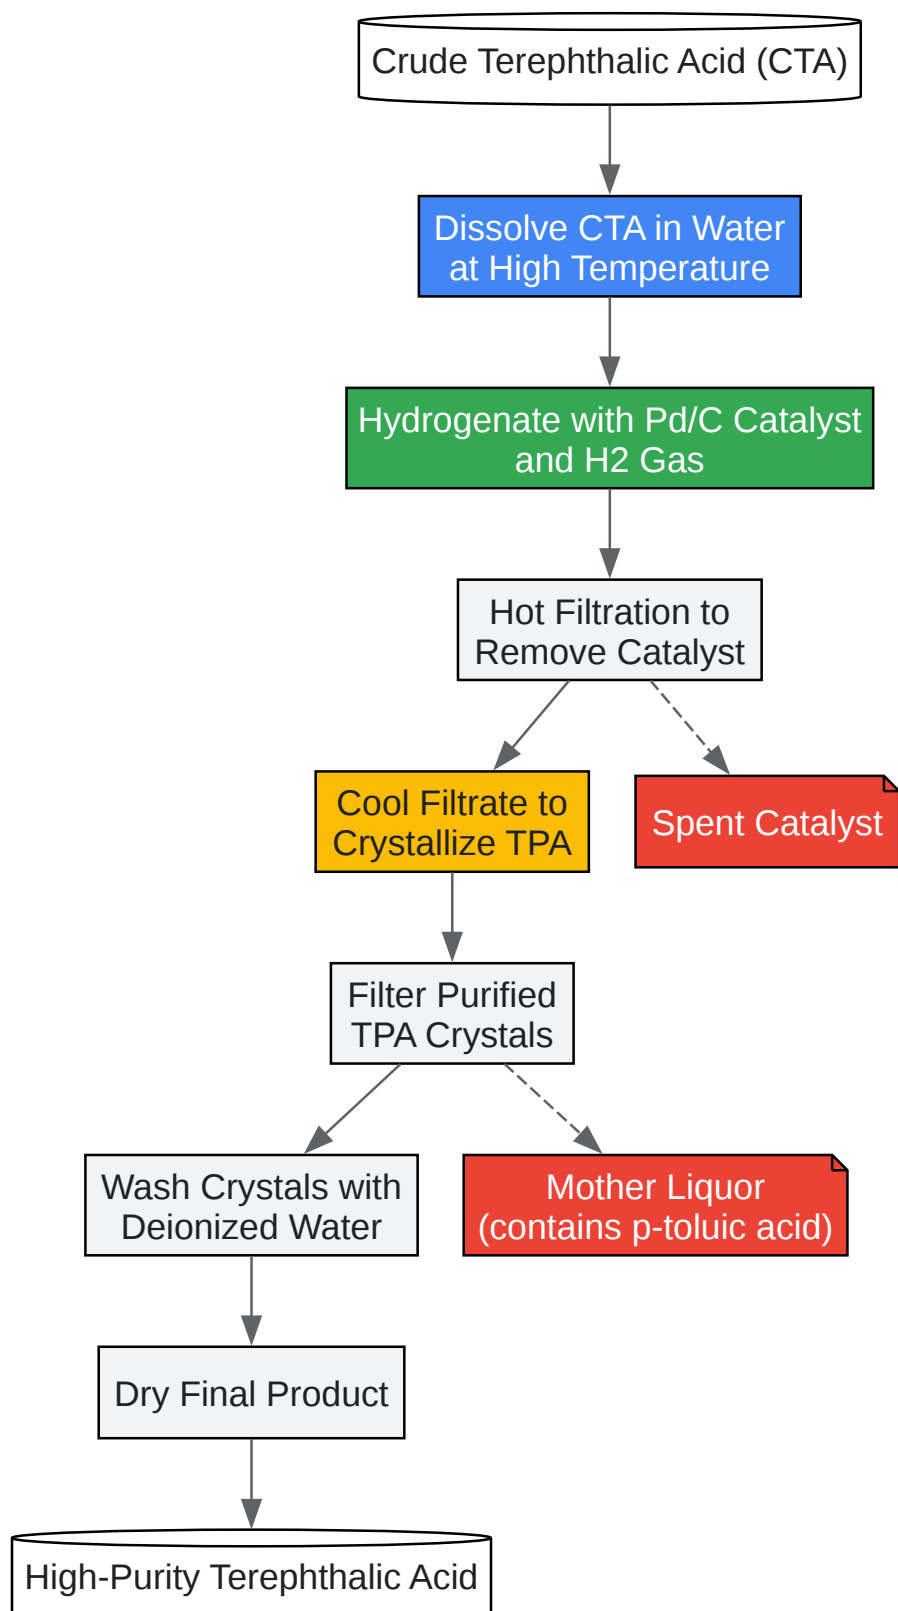 Crude Terephthalic Acid (CTA)
Dissolve CTA in Water
at High Temperature
Hydrogenate with Pd/C Catalyst
and H2 Gas
Hot Filtration to
Remove Catalyst
Cool Filtrate to
Crystallize TPA
Spent Catalyst
Filter Purified
TPA Crystals
Wash Crystals with
Deionized Water
Mother Liquor
(contains p-toluic acid)
Dry Final Product
High-Purity Terephthalic Acid